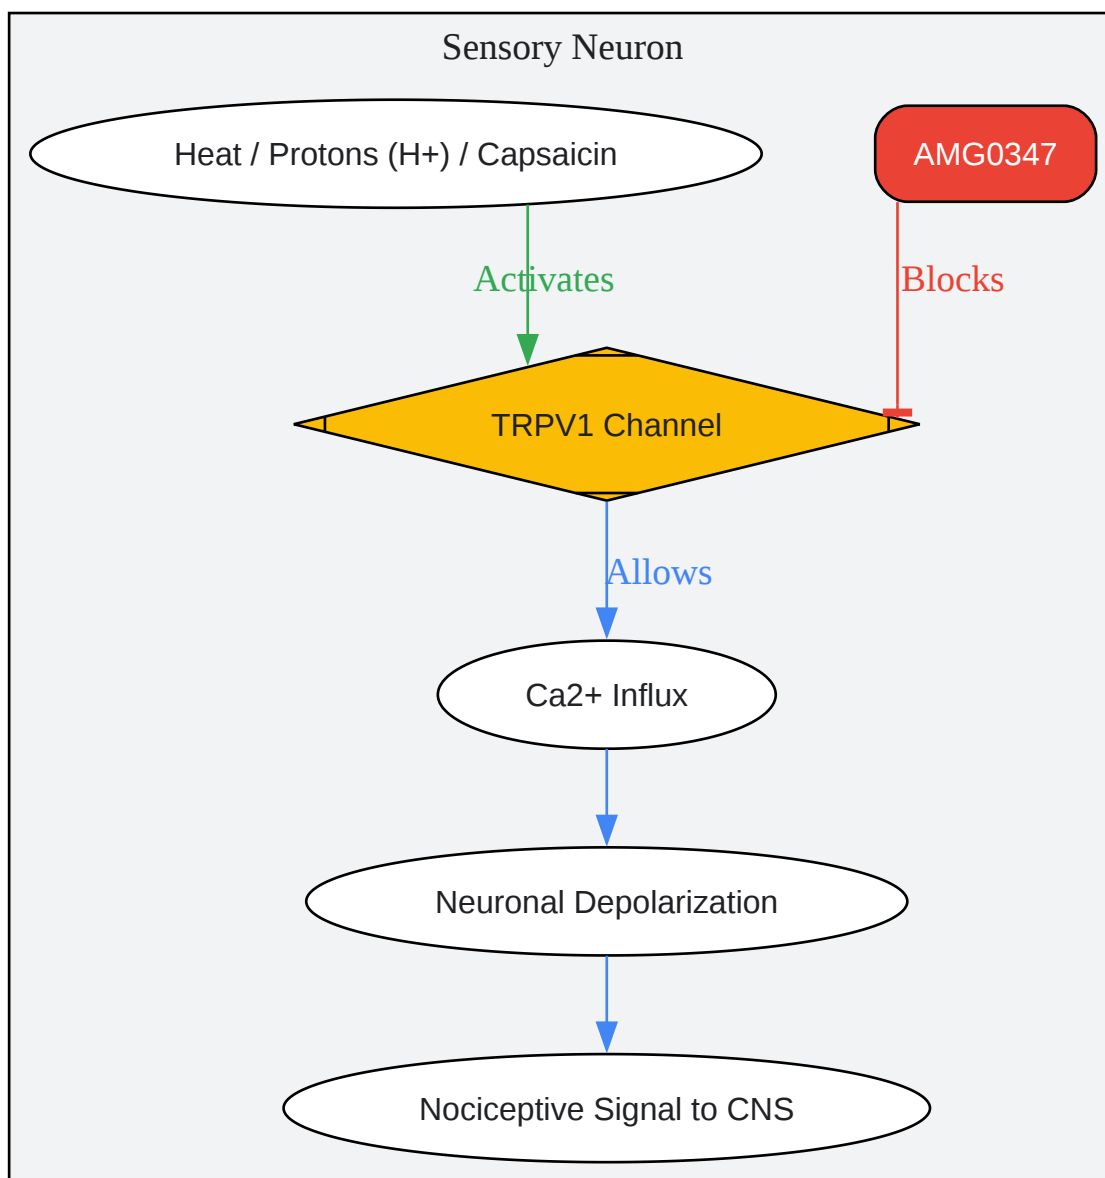 Sensory Neuron
Heat / Protons (H+) / Capsaicin
AMG0347
Activates
Blocks
TRPV1 Channel
Allows
Ca2+ Influx
Neuronal Depolarization
Nociceptive Signal to CNS